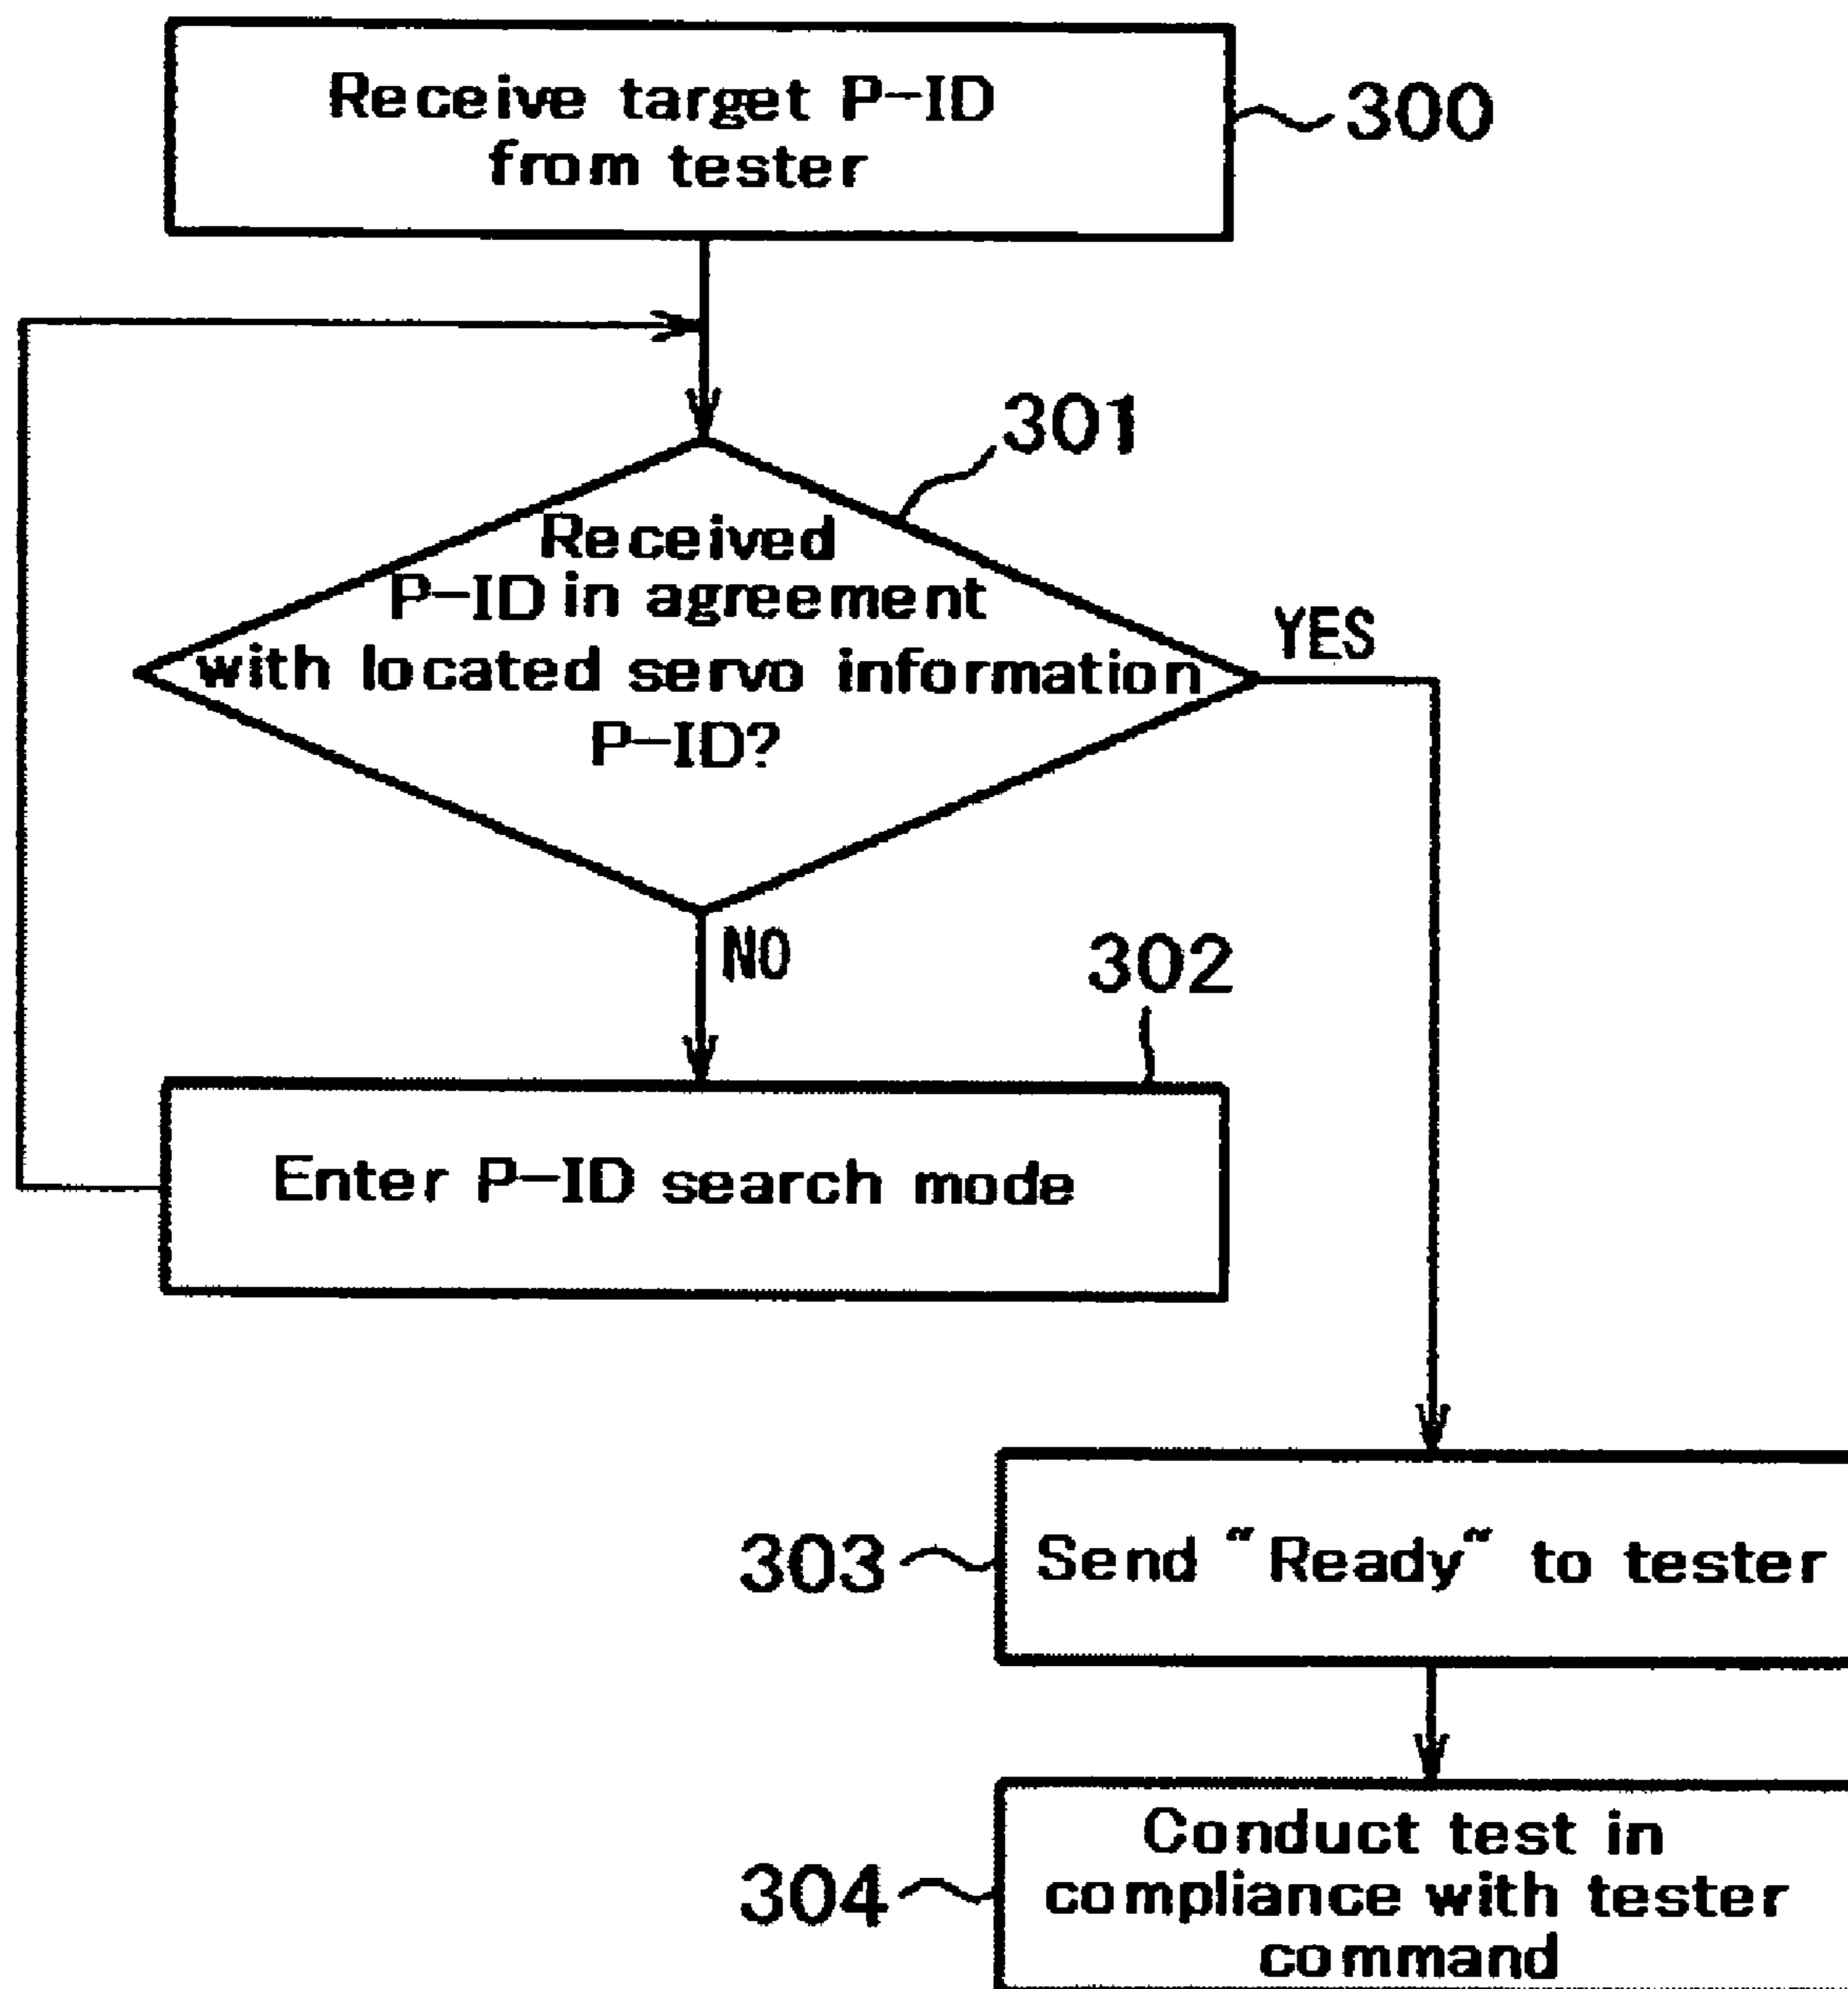 Receive target P-ID
from tester
300
301
Received
P-ID in agreement
with located servo information
P-ID?
YES
NO
302
Enter P-ID search mode
303
Send "Ready" to tester
304
Conduct test in
compliance with tester
command